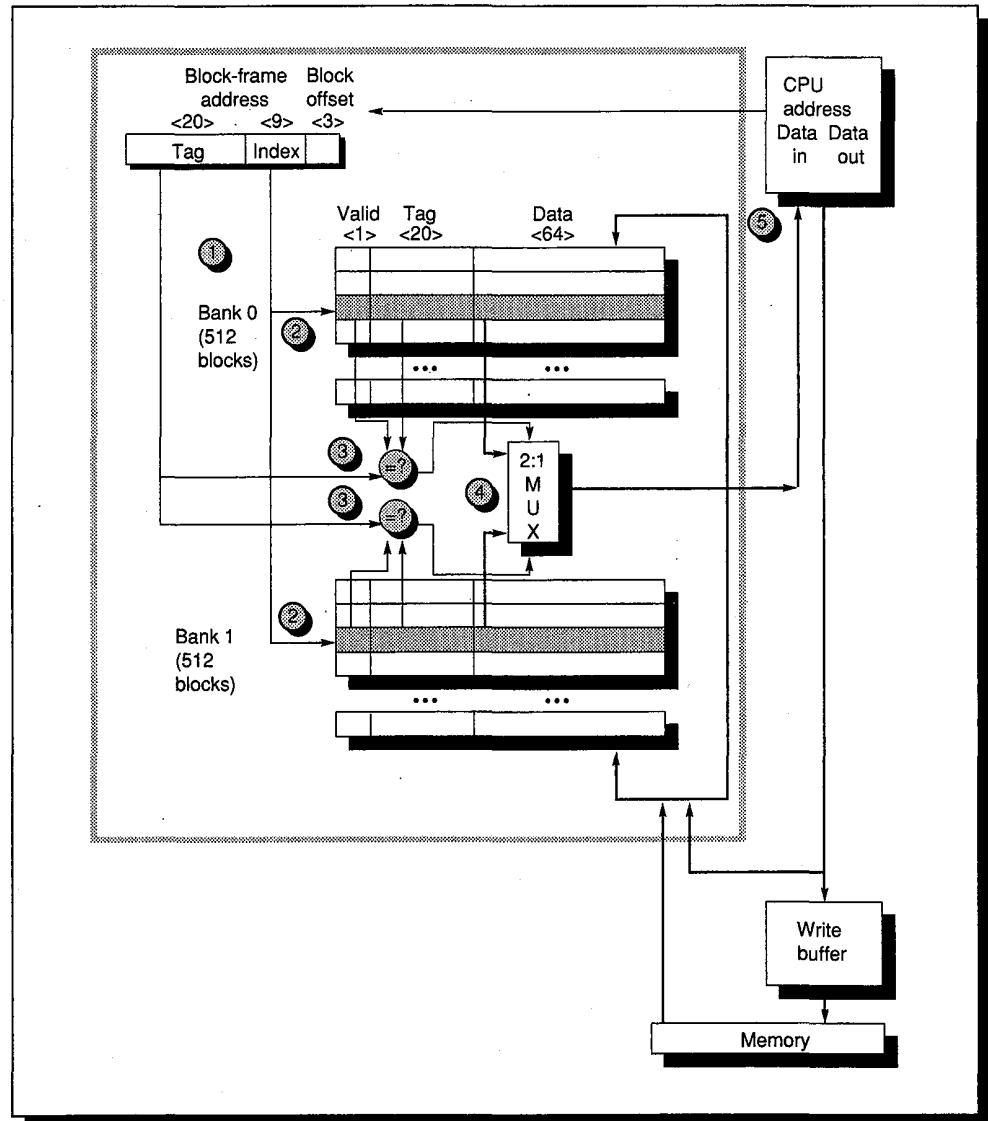 Block-frame address
Block offset
<20>
<9>
<3>
Tag
Index
CPU
address
Data in
Data out
Valid
<1>
Tag
<20>
Data
<64>
1
5
Bank 0
(512
blocks)
2
•••
•••
3
=?
3
=?
4
2:1
M
U
X
2
Bank 1
(512
blocks)
•••
•••
Write
buffer
Memory